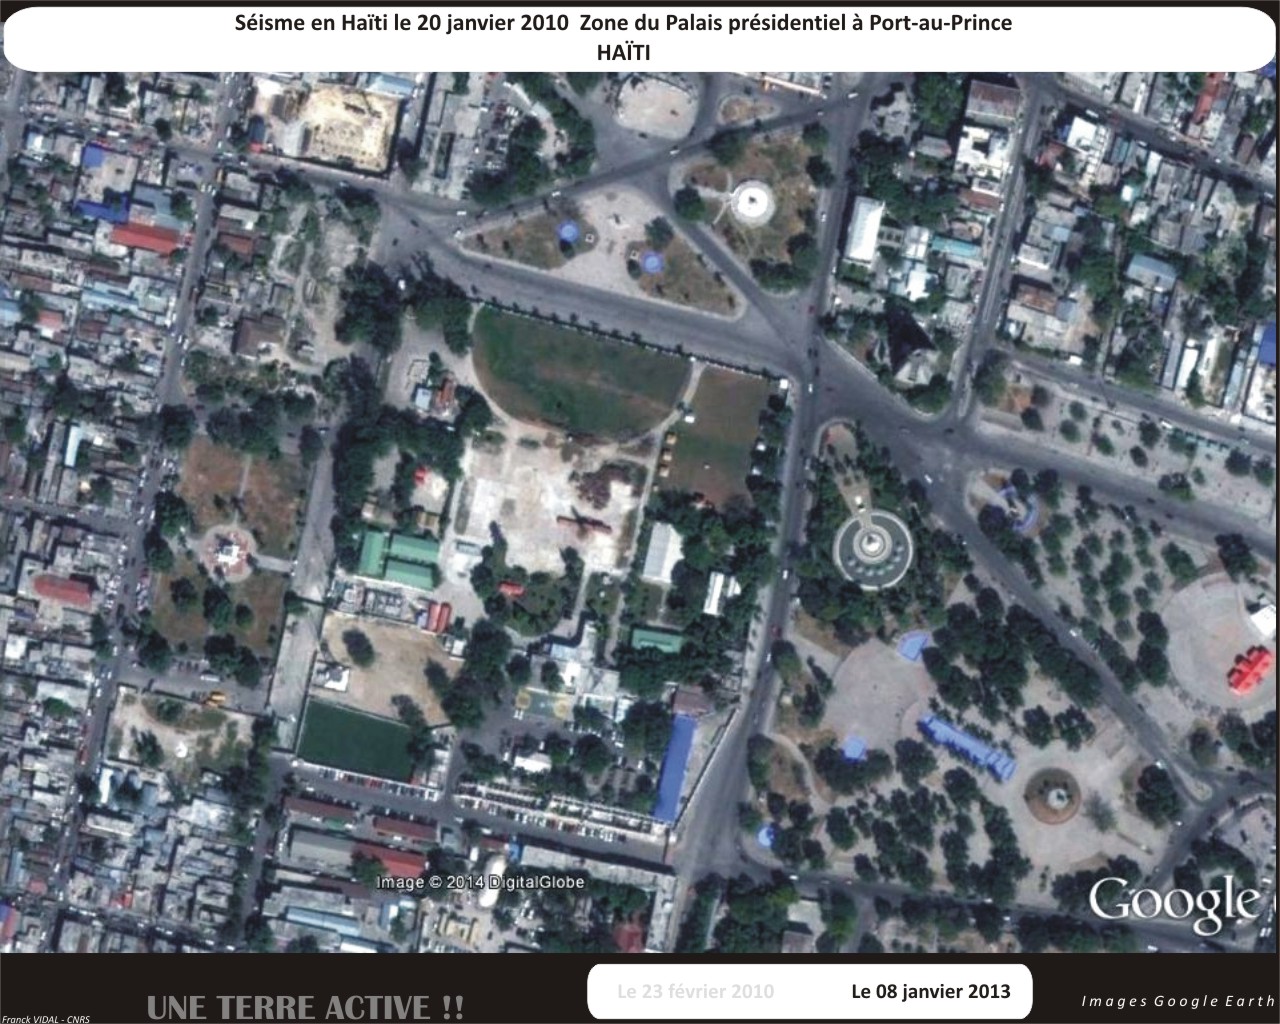 Séisme en Haïti le 20 janvier 2010  Zone du Palais présidentiel à Port-au-Prince
HAÏTI
Image © 2014 DigitalGlobe
Google
UNE TERRE ACTIVE !!
Le 23 février 2010
Le 08 janvier 2013
Images Google Earth
Franck VIDAL - CNRS